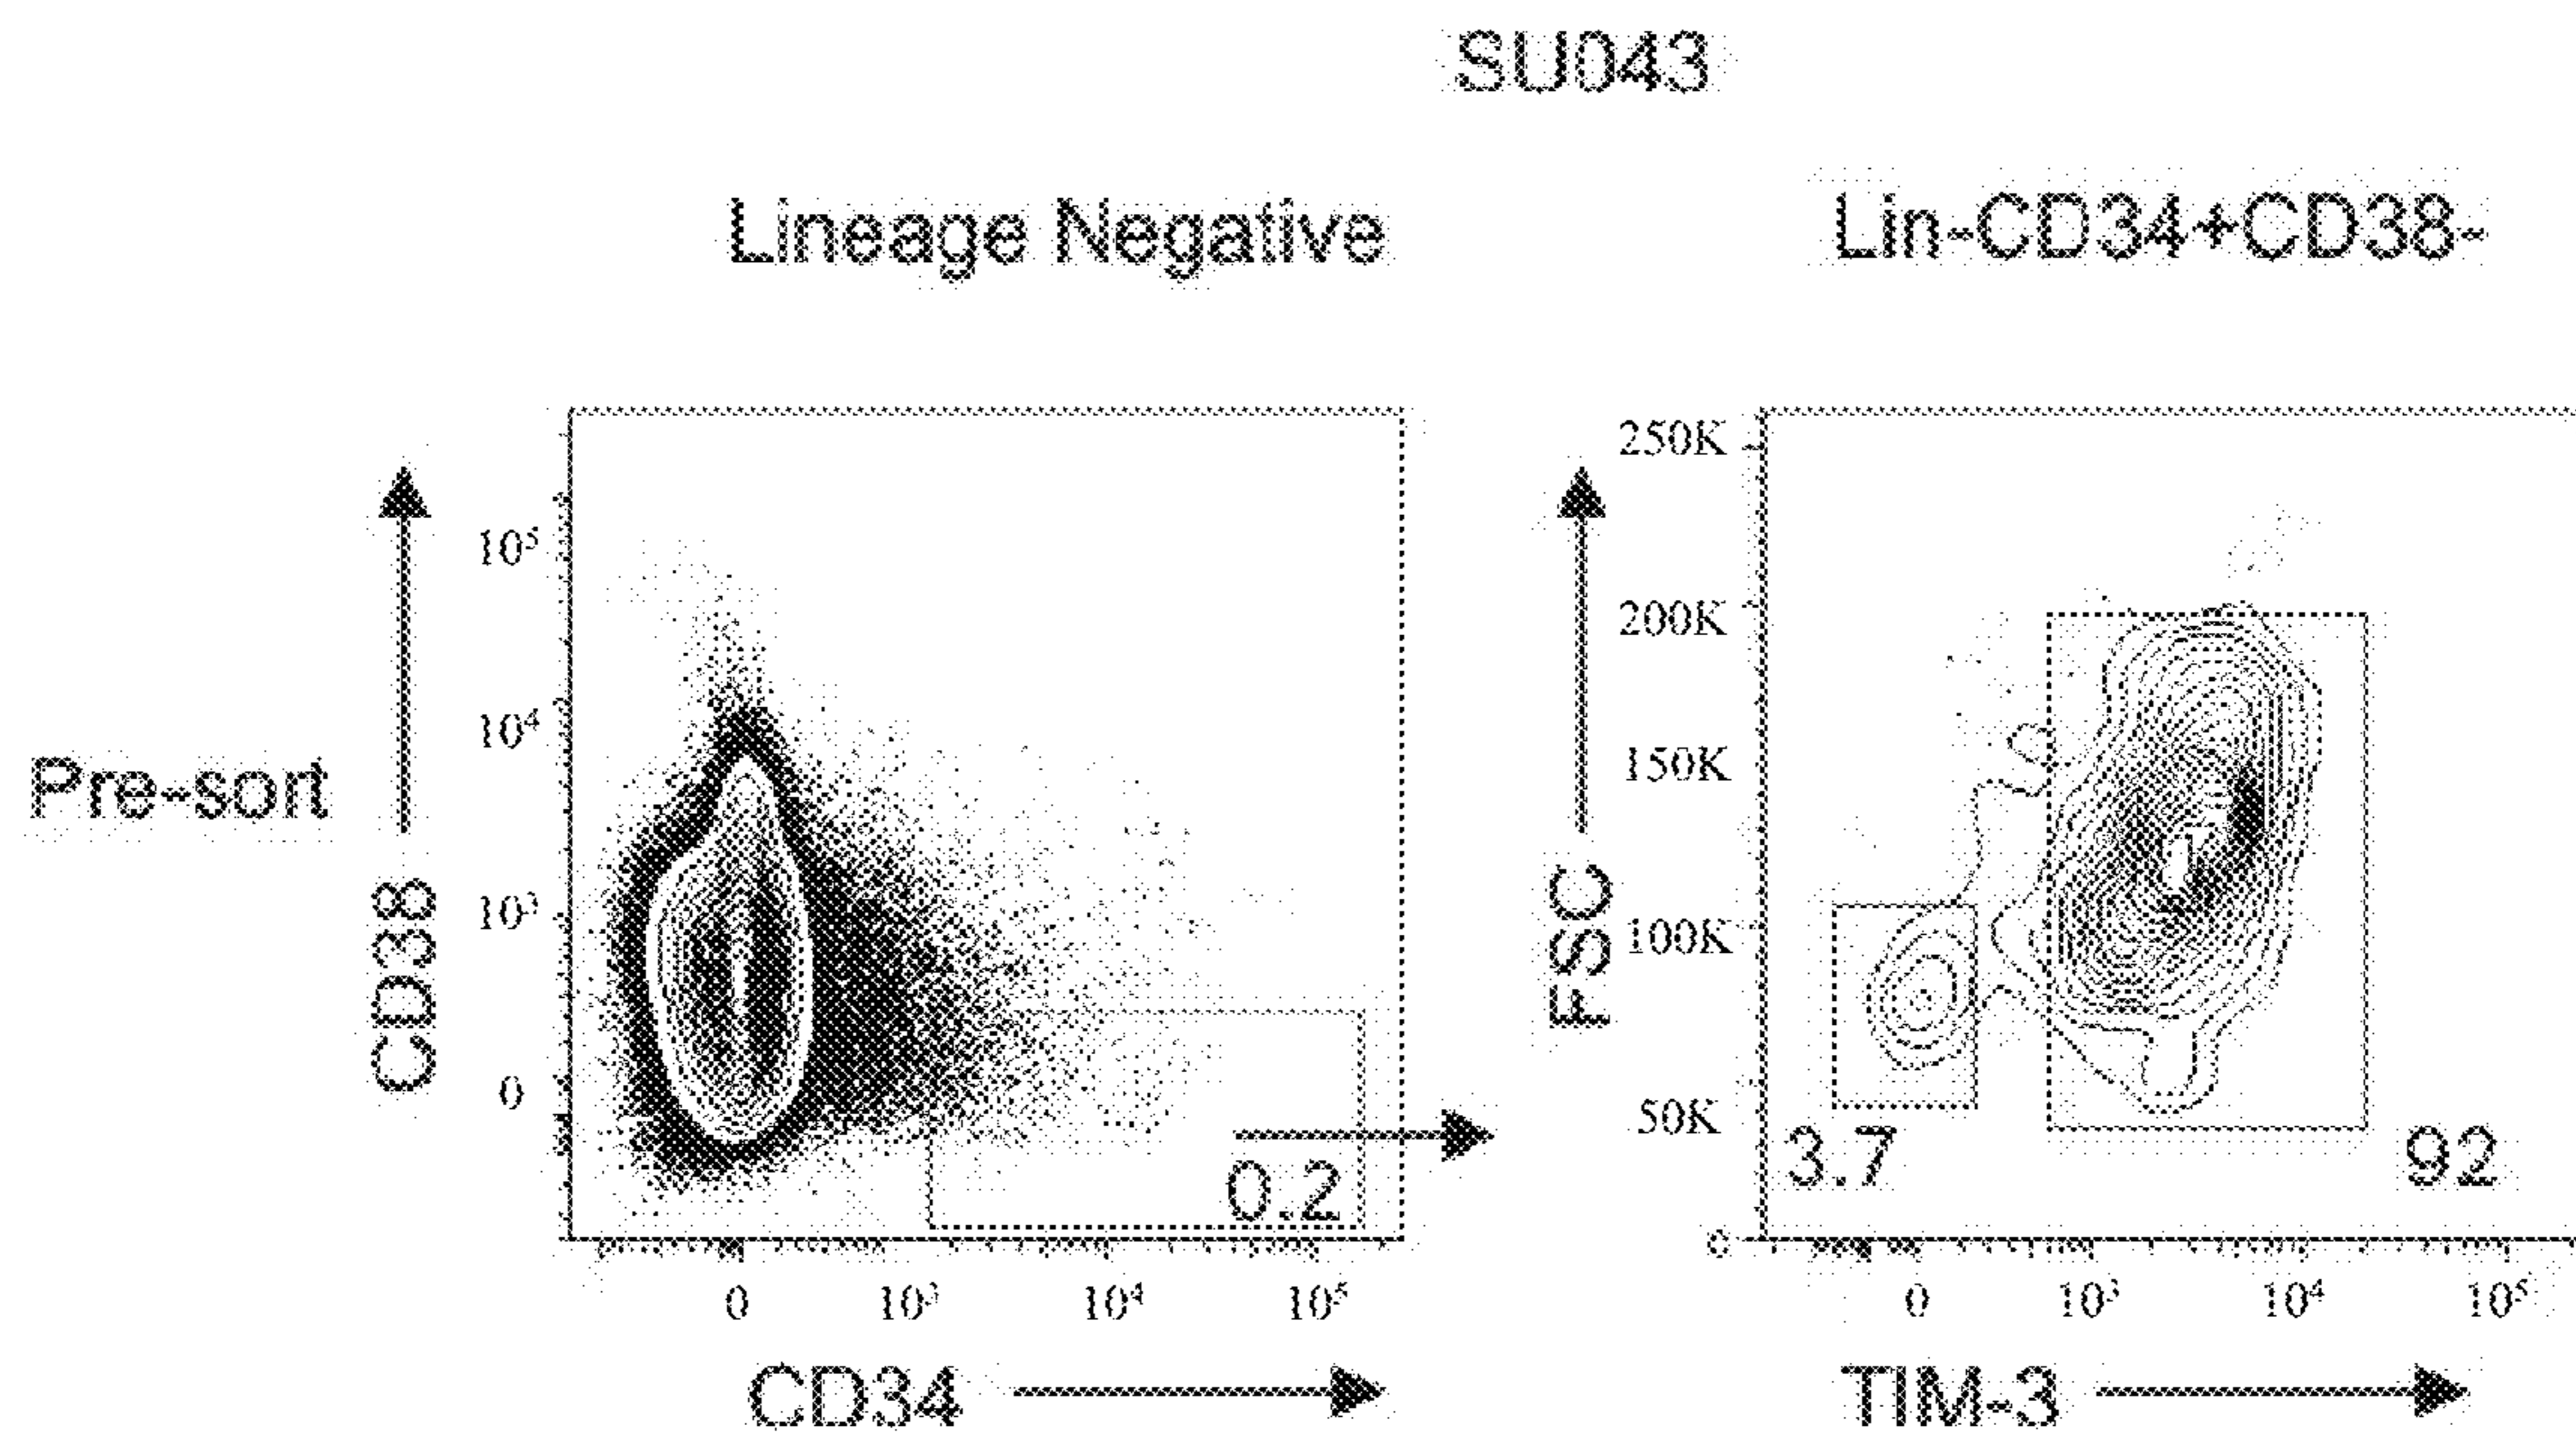 SU043
Lineage Negative
Lin-CD34+CD38-
Pre-sort
CD38
10⁵
10⁴
10³
0
0.2
0
10³
10⁴
10⁵
CD34
FSC
250K
200K
150K
100K
50K
0
3.7
92
0
10³
10⁴
10⁵
TIM-3